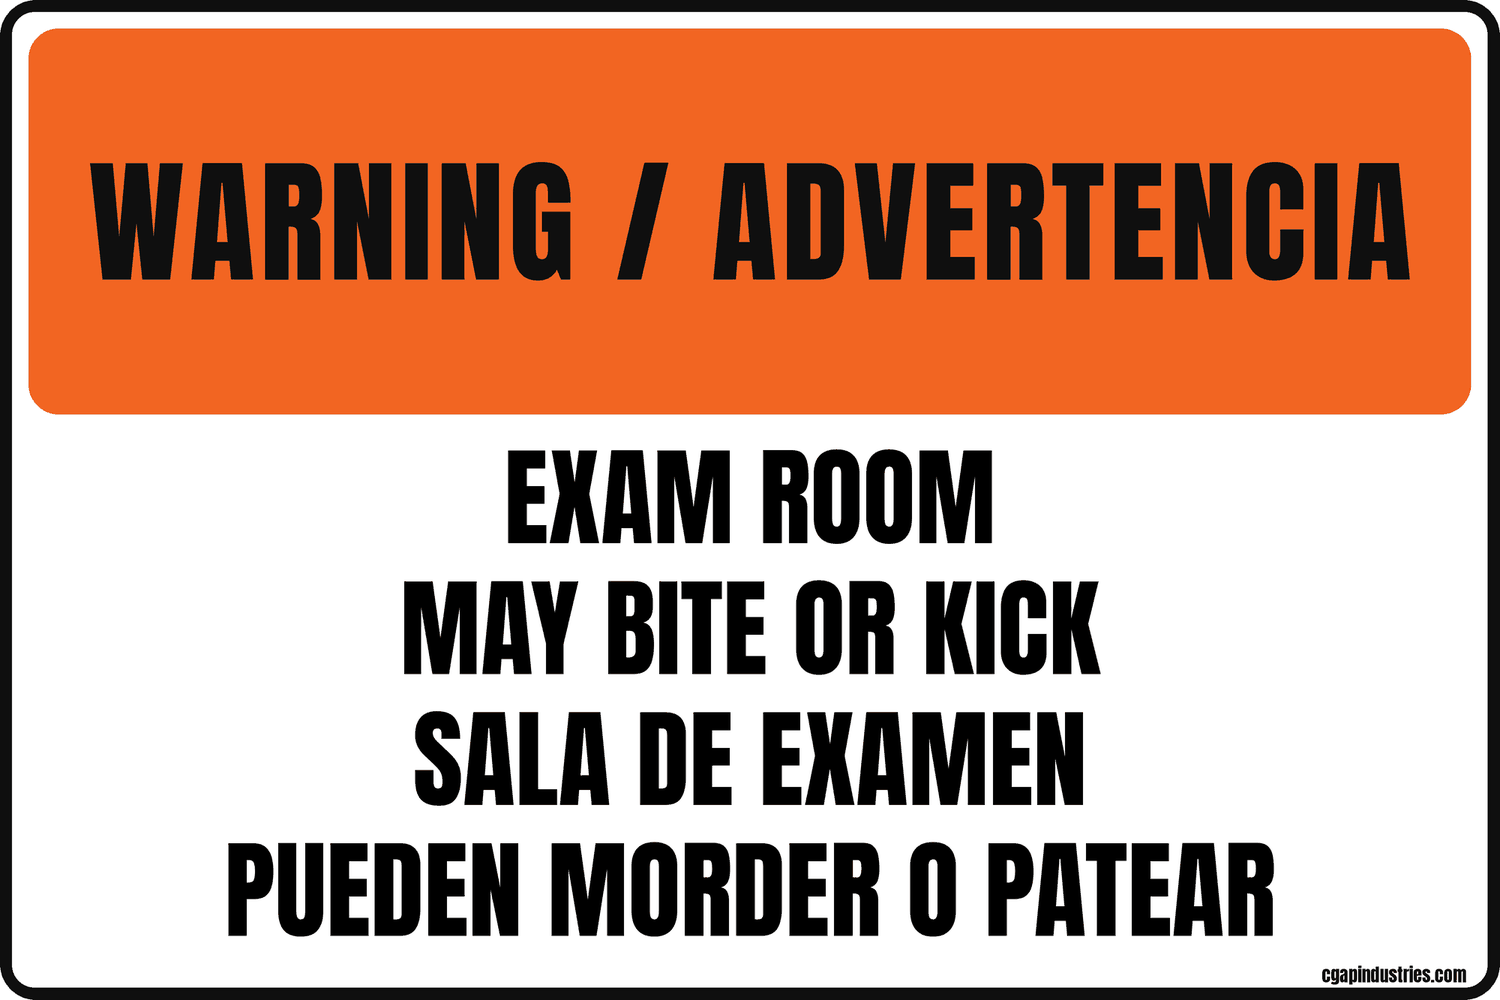 WARNING / ADVERTENCIA
EXAM ROOM
MAY BITE OR KICK
SALA DE EXAMEN
PUEDEN MORDER O PATEAR
cgapindustries.com